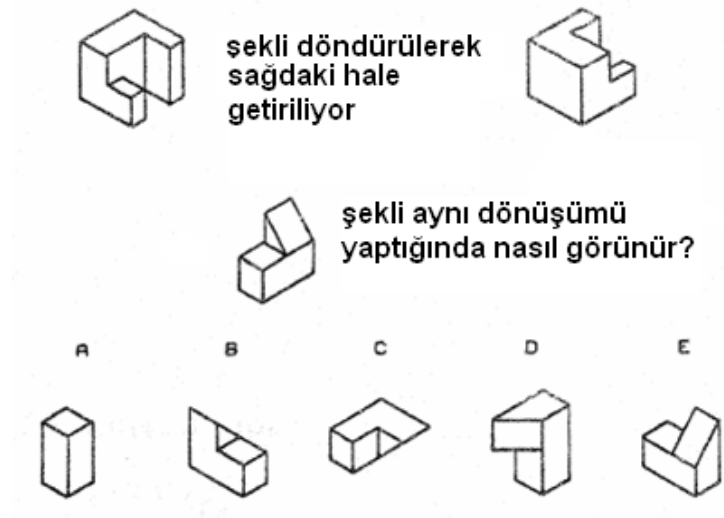 şekli döndürülerek
sağdaki hale
getiriliyor
şekli aynı dönüşümü
yaptığında nasıl görünür?
A B C D E